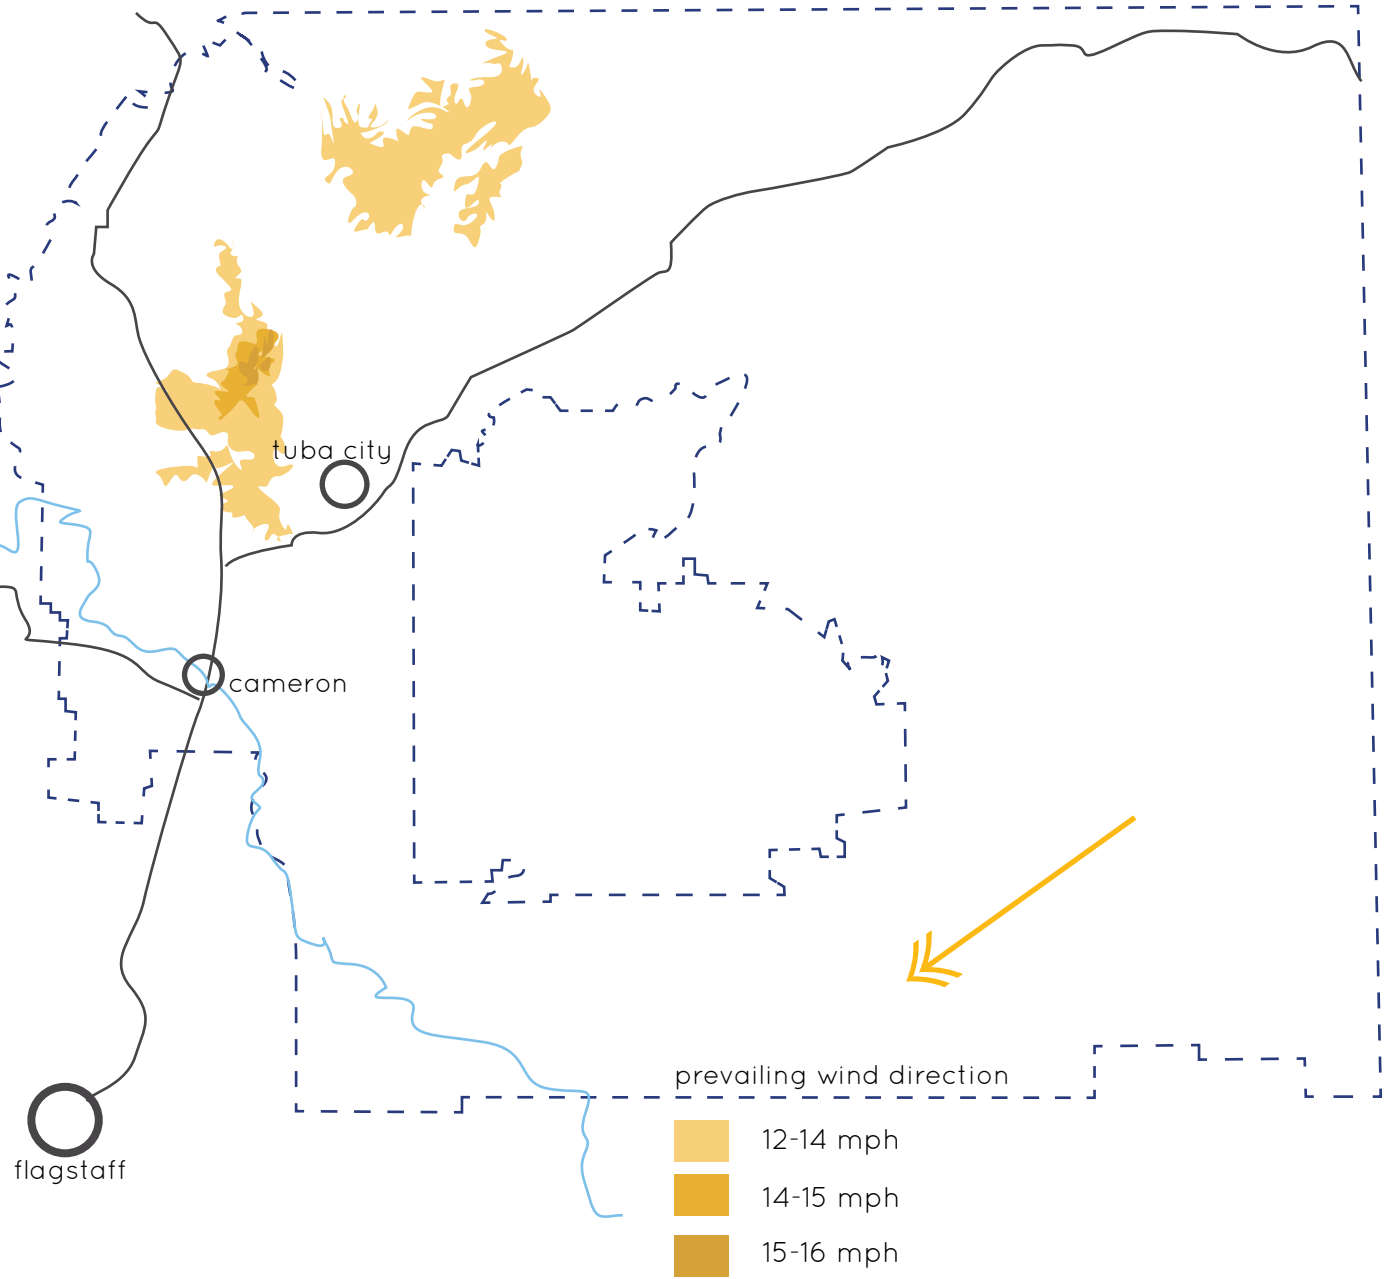 tuba city
cameron
prevailing wind direction
12-14 mph
flagstaff
14-15 mph
15-16 mph